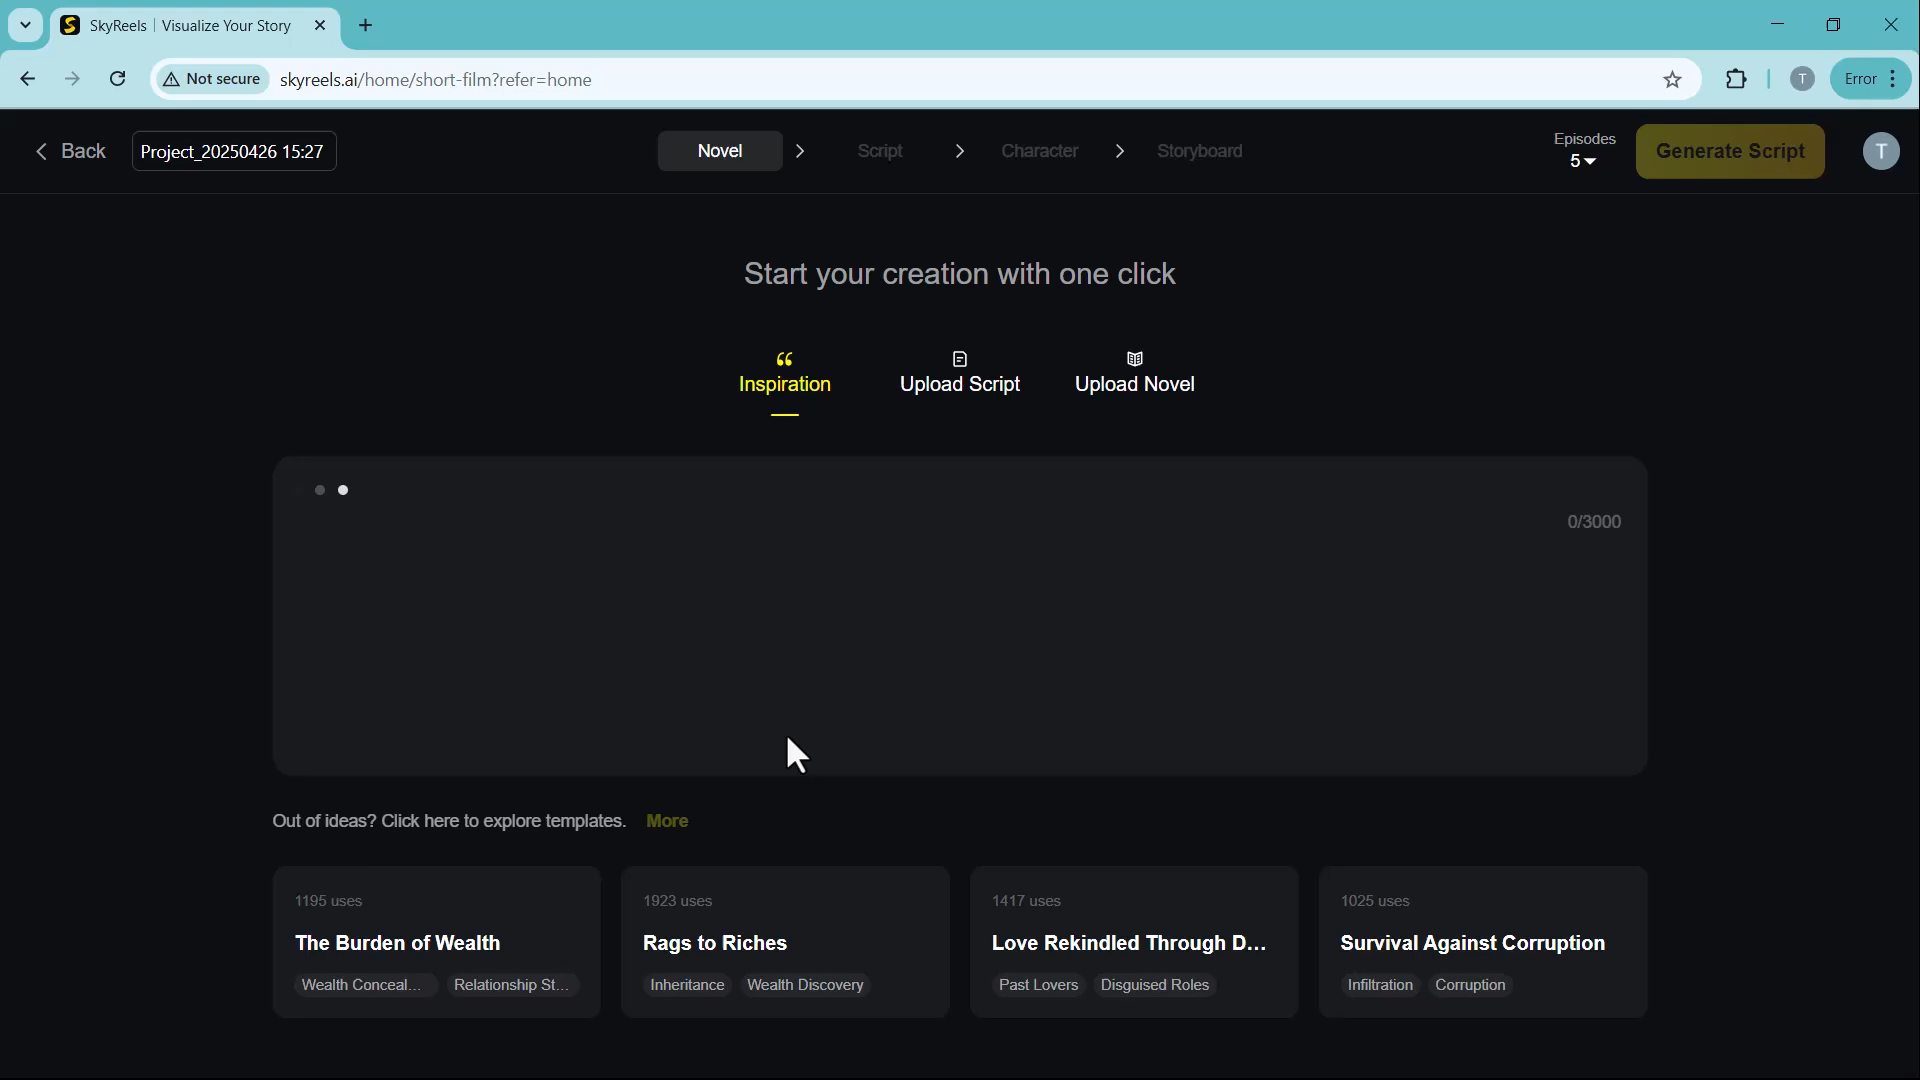 SkyReels | Visualize Your Story
Not secure
skyreels.ai/home/short-film?refer=home
T
Error
Back
Project_20250426 15:27
Novel
Script
Character
Storyboard
Episodes
5
Generate Script
T
Start your creation with one click
Inspiration
Upload Script
Upload Novel
0/3000
Out of ideas? Click here to explore templates. More
1195 uses
The Burden of Wealth
Wealth Conceal... Relationship St...
1923 uses
Rags to Riches
Inheritance Wealth Discovery
1417 uses
Love Rekindled Through D...
Past Lovers Disguised Roles
1025 uses
Survival Against Corruption
Infiltration Corruption